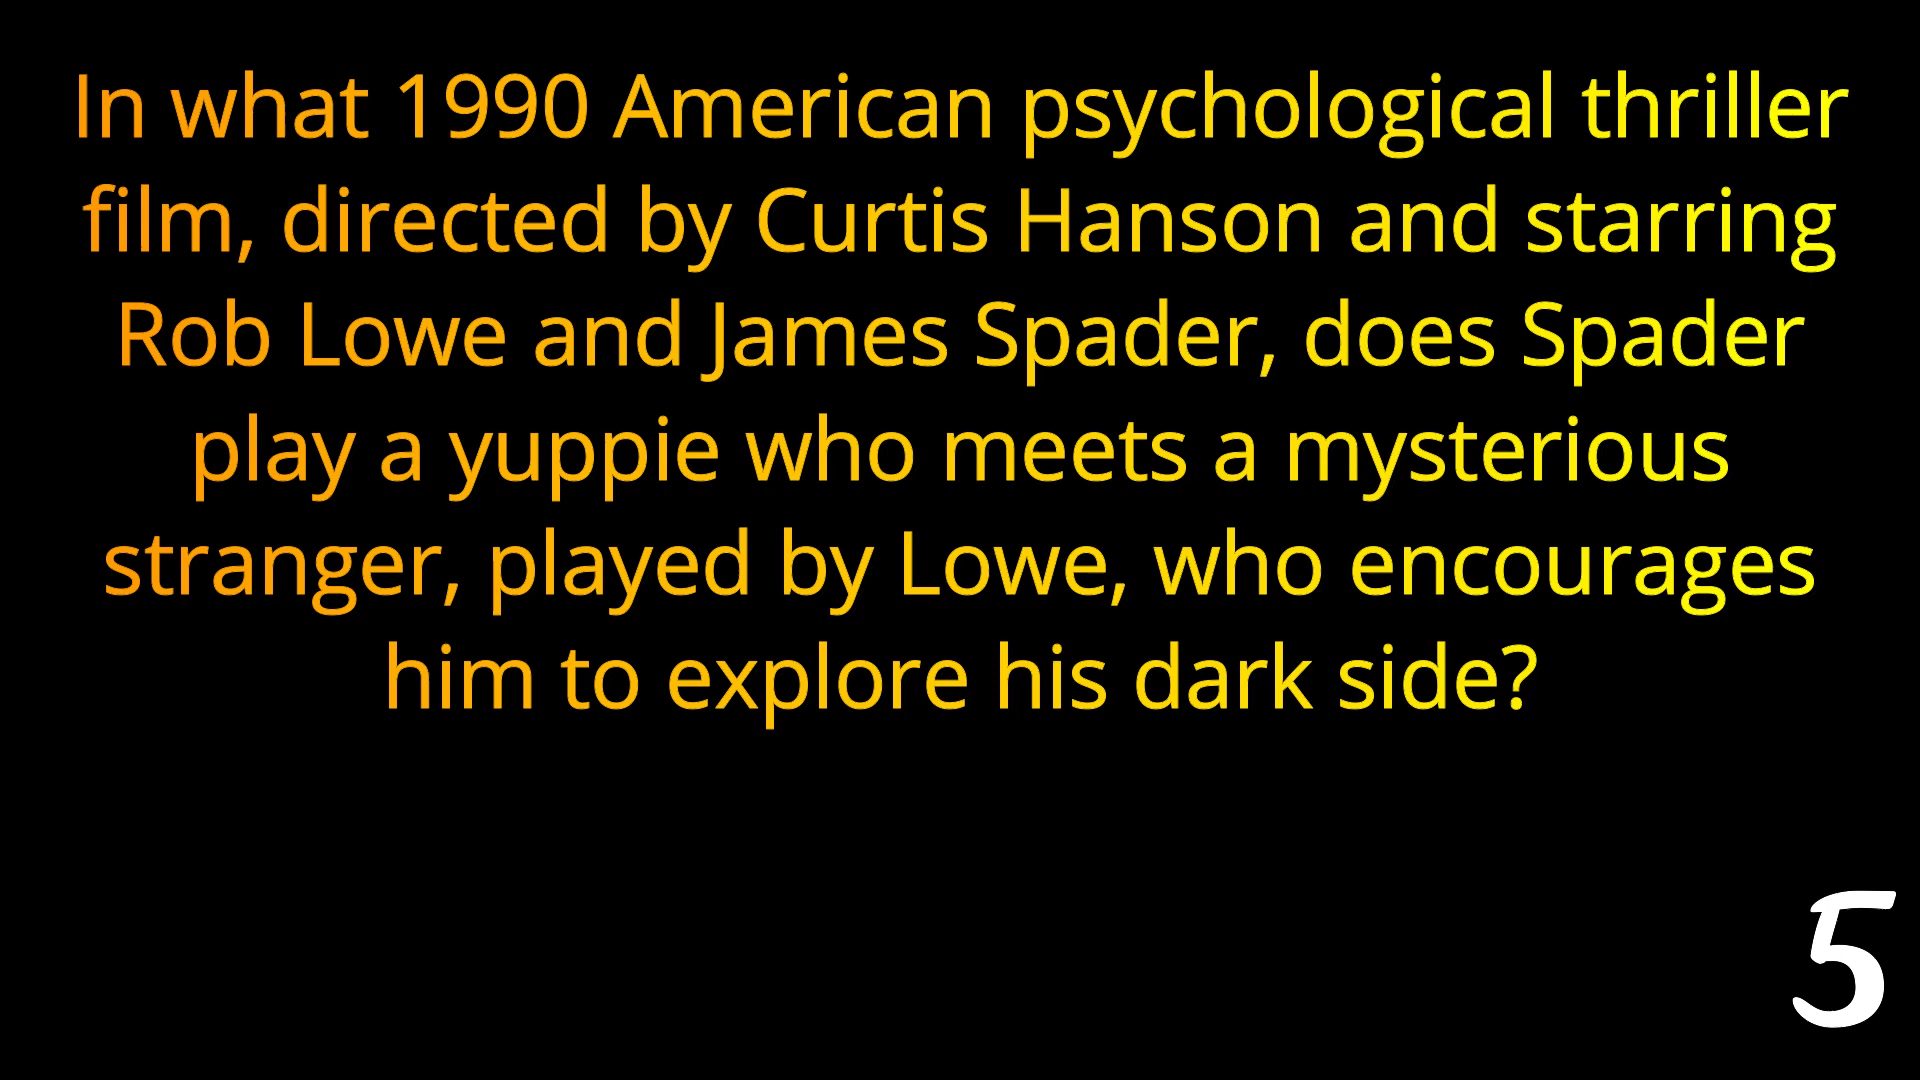 In what 1990 American psychological thriller
film, directed by Curtis Hanson and starring
Rob Lowe and James Spader, does Spader
play a yuppie who meets a mysterious
stranger, played by Lowe, who encourages
him to explore his dark side?
5